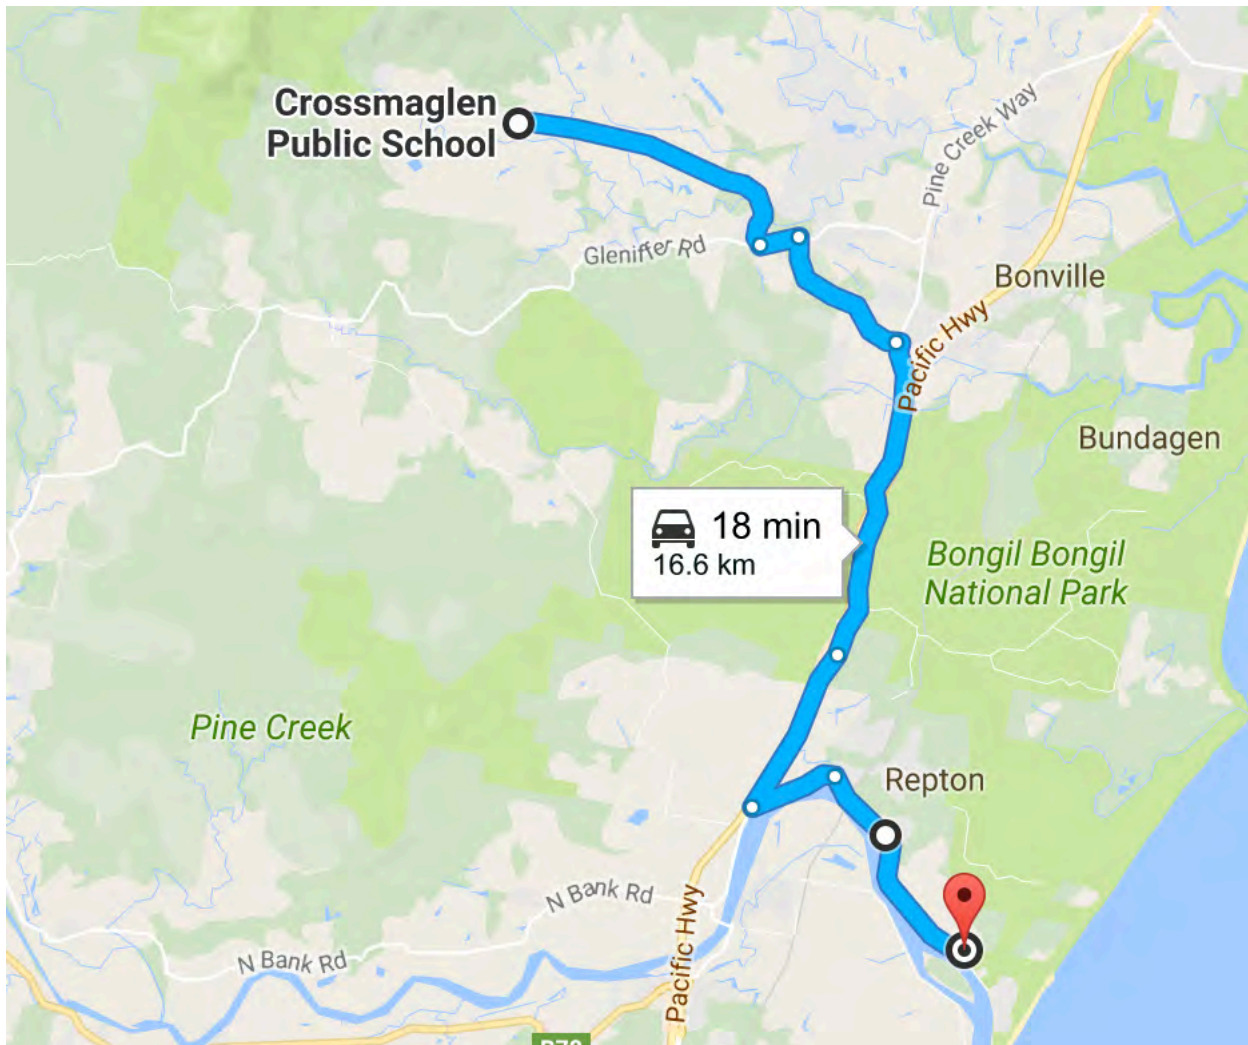 Crossmaglen
Public School
Pine Creek Way
Gleniffer Rd
Bonville
Pacific Hwy
Bundagen
18 min
16.6 km
Bongil Bongil
National Park
Pine Creek
Repton
N Bank Rd
N Bank Rd
Pacific Hwy